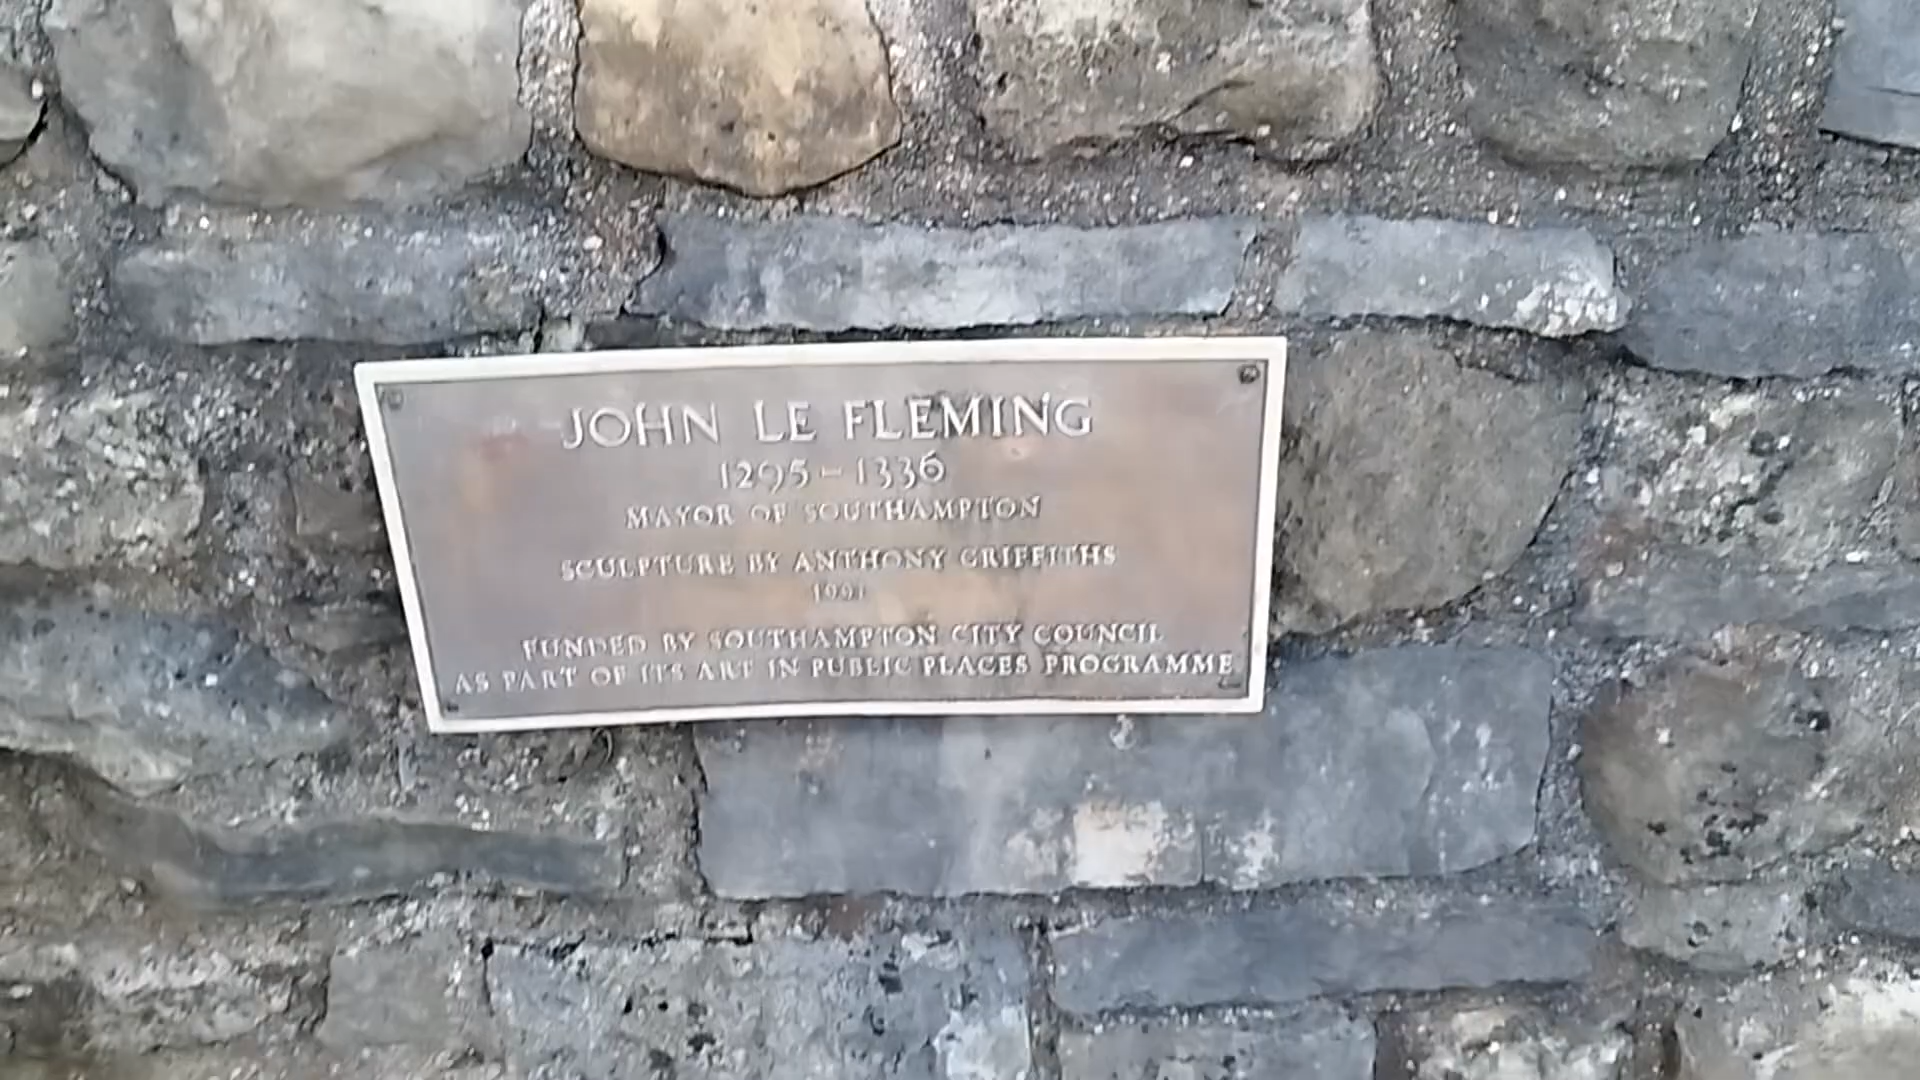 JOHN LE FLEMING
1295 – 1336
MAYOR OF SOUTHAMPTON
SCULPTURE BY ANTHONY GRIFFITHS
1991
FUNDED BY SOUTHAMPTON CITY COUNCIL
AS PART OF ITS ART IN PUBLIC PLACES PROGRAMME